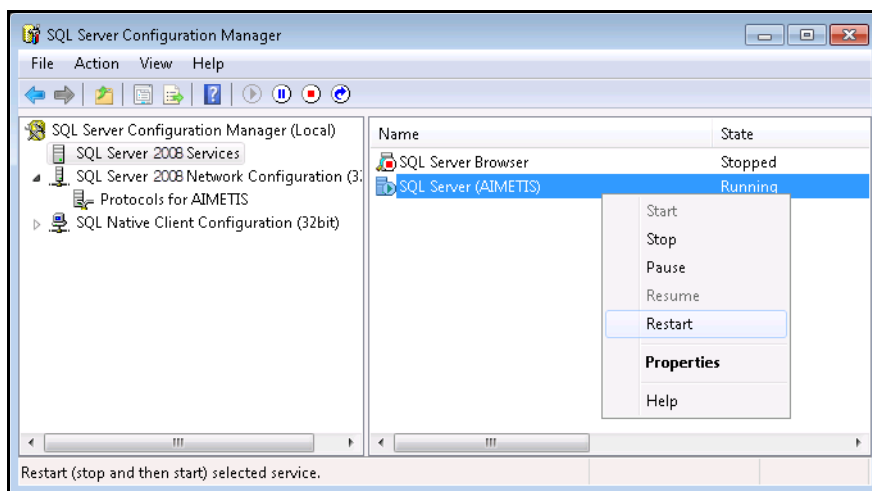 SQL Server Configuration Manager
File Action View Help
SQL Server Configuration Manager (Local)
SQL Server 2008 Services
SQL Server 2008 Network Configuration (3
Protocols for AIMETIS
SQL Native Client Configuration (32bit)
Name State
SQL Server Browser Stopped
SQL Server (AIMETIS) Running
Start
Stop
Pause
Resume
Restart
Properties
Help
Restart (stop and then start) selected service.